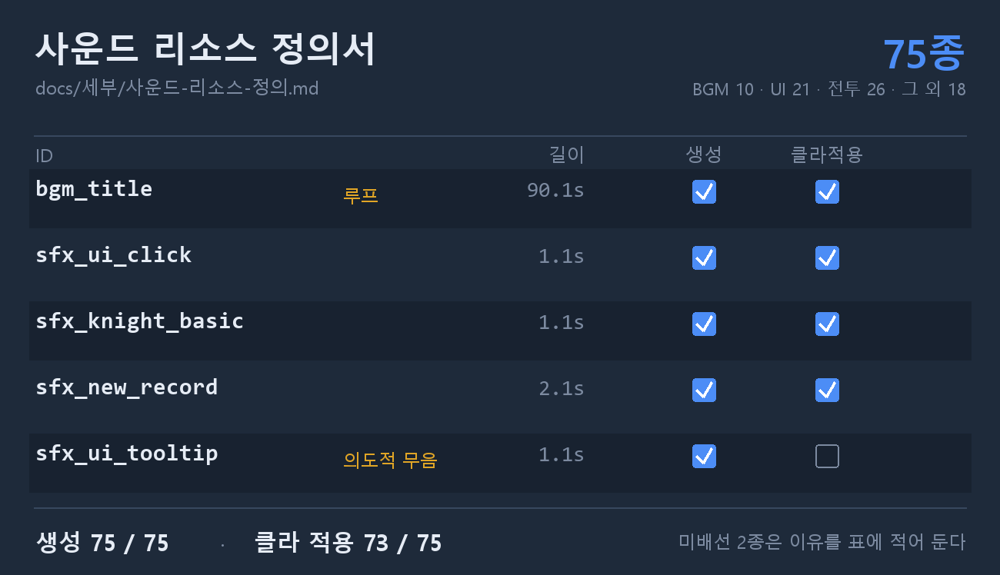 사운드 리소스 정의서
75종
docs/세부/사운드-리소스-정의.md
BGM 10 · UI 21 · 전투 26 · 그 외 18
ID 길이 생성 클라적용
bgm_title 루프 90.1s
sfx_ui_click 1.1s
sfx_knight_basic 1.1s
sfx_new_record 2.1s
sfx_ui_tooltip 의도적 무음 1.1s
생성 75 / 75 · 클라 적용 73 / 75
미배선 2종은 이유를 표에 적어 둔다